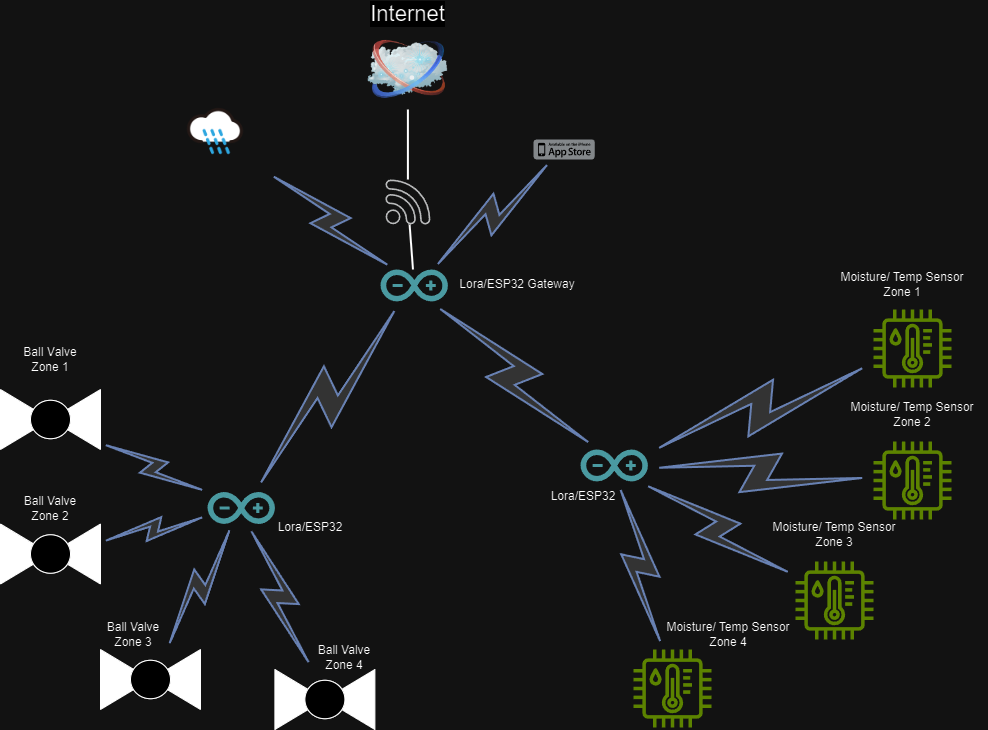 Internet
Available on the iPhone
App Store
Lora/ESP32 Gateway
Moisture/ Temp Sensor
Zone 1
Ball Valve
Zone 1
Moisture/ Temp Sensor
Zone 2
Lora/ESP32
Ball Valve
Zone 2
Lora/ESP32
Moisture/ Temp Sensor
Zone 3
Ball Valve
Zone 3
Moisture/ Temp Sensor
Zone 4
Ball Valve
Zone 4